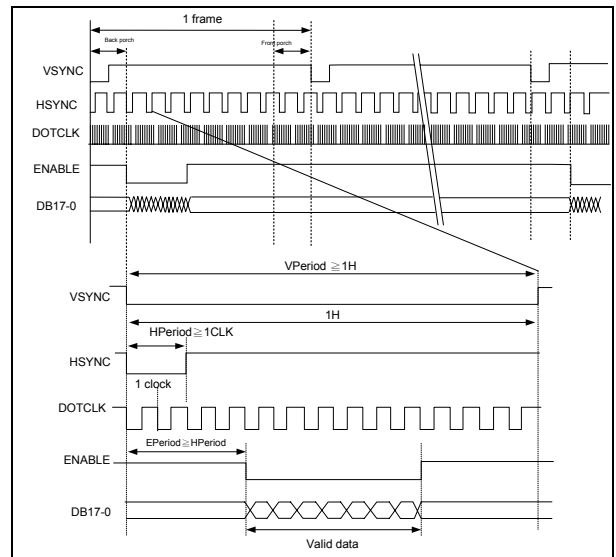 1 frame
Back porch
Front porch
VSYNC
HSYNC
DOTCLK
ENABLE
DB17-0
VPeriod ≧1H
VSYNC
1H
HPeriod≧1CLK
HSYNC
1 clock
DOTCLK
EPeriod≧HPeriod
ENABLE
DB17-0
Valid data